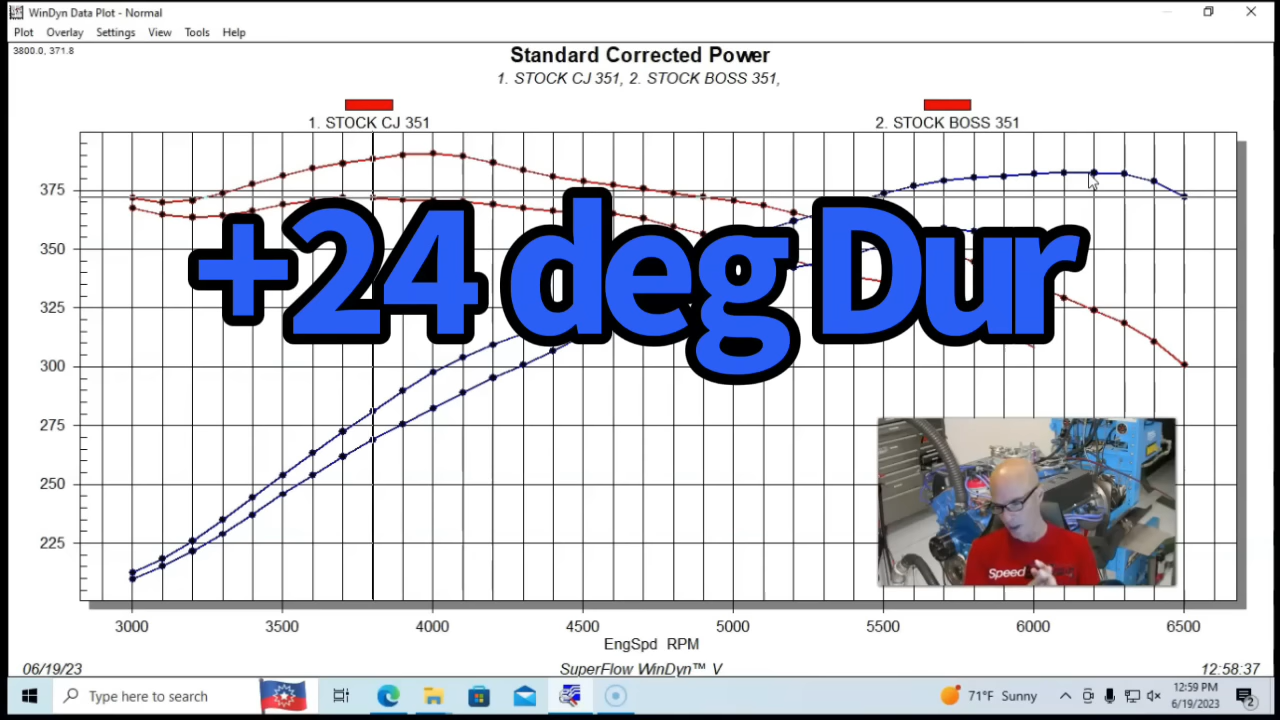 WinDyn Data Plot - Normal
Plot Overlay Settings View Tools Help
3800.0, 371.8
Standard Corrected Power
1. STOCK CJ 351, 2. STOCK BOSS 351,
1. STOCK CJ 351
2. STOCK BOSS 351
375
350
325
300
275
250
225
+24 deg Dur
Speed
3000 3500 4000 4500 5000 5500 6000 6500
EngSpd RPM
06/19/23 SuperFlow WinDyn™ V 12:58:37
Type here to search
71°F Sunny
12:59 PM
6/19/2023
2